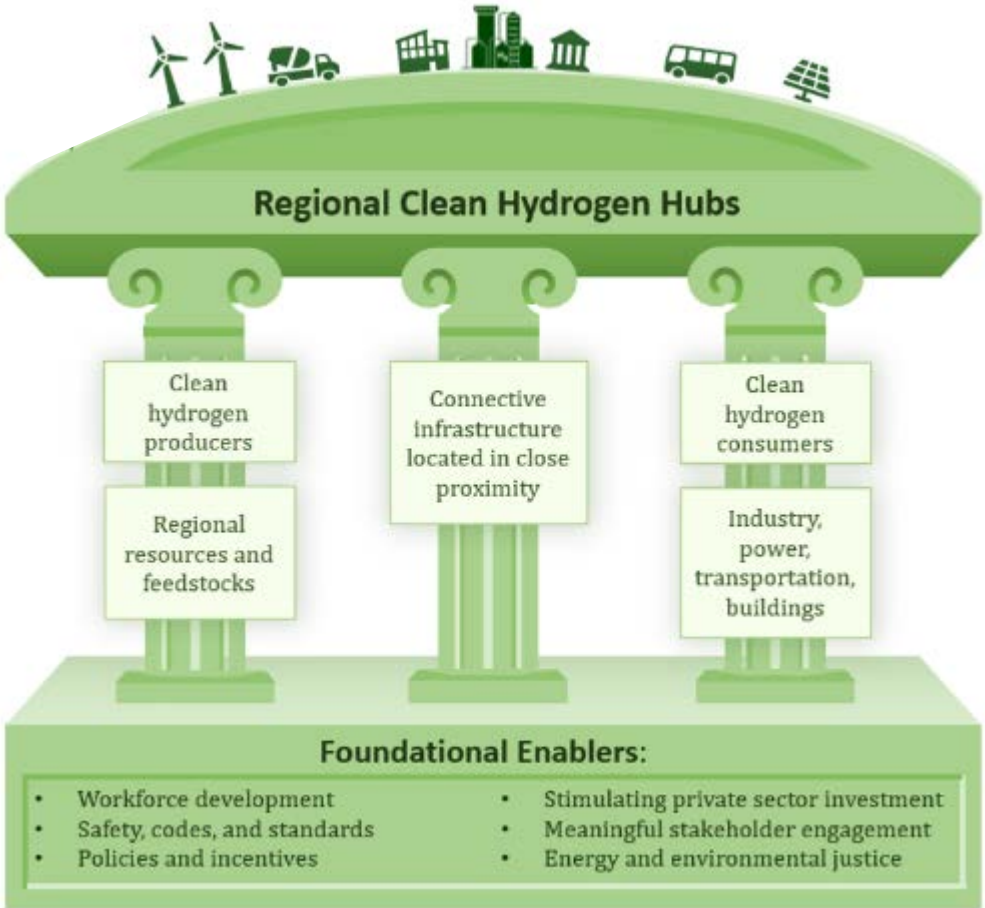 Regional Clean Hydrogen Hubs
Clean
hydrogen
producers
Regional
resources and
feedstocks
Connective
infrastructure
located in close
proximity
Clean
hydrogen
consumers
Industry,
power,
transportation,
buildings
Foundational Enablers:
• Workforce development
• Safety, codes, and standards
• Policies and incentives
• Stimulating private sector investment
• Meaningful stakeholder engagement
• Energy and environmental justice